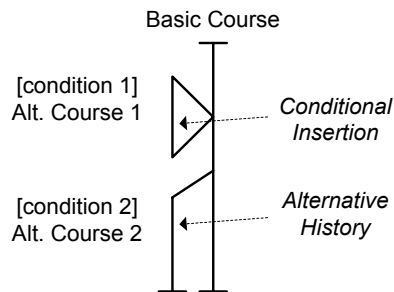 Basic Course
[condition 1]
Alt. Course 1
Conditional
Insertion
[condition 2]
Alt. Course 2
Alternative
History